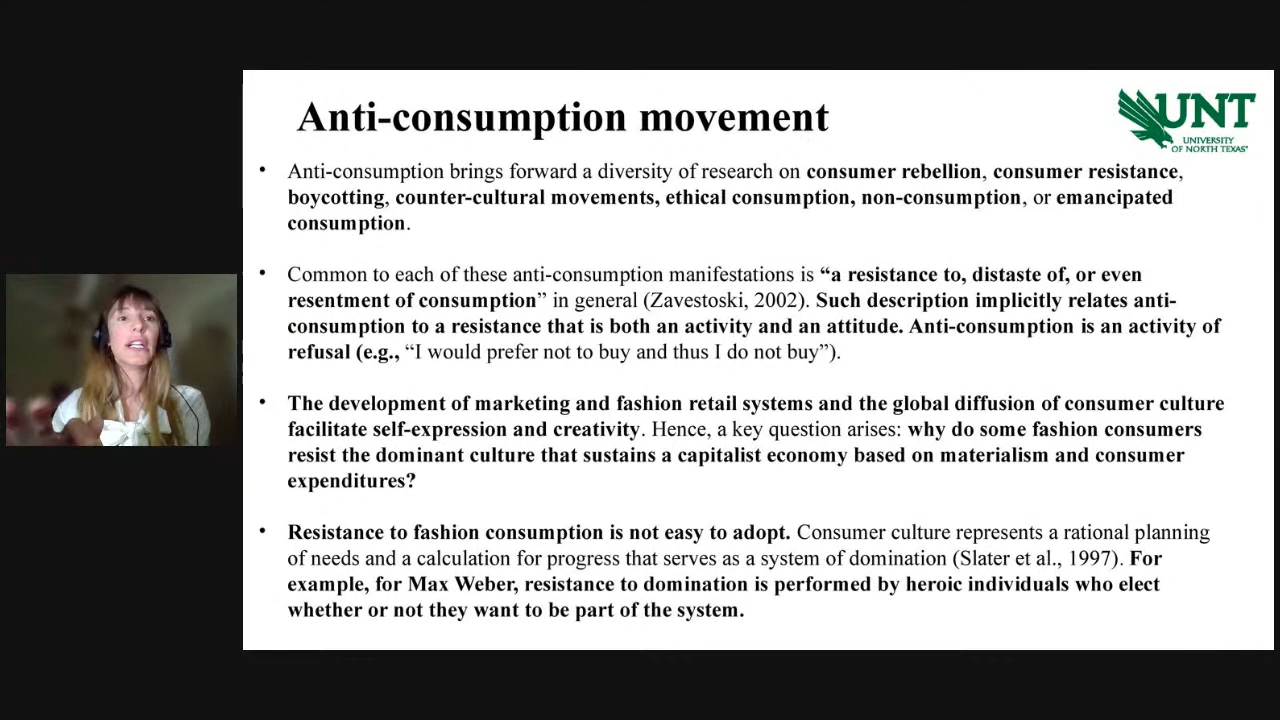 Anti-consumption movement
UNT
UNIVERSITY
OF NORTH TEXAS®
• Anti-consumption brings forward a diversity of research on consumer rebellion, consumer resistance,
boycotting, counter-cultural movements, ethical consumption, non-consumption, or emancipated
consumption.
• Common to each of these anti-consumption manifestations is “a resistance to, distaste of, or even
resentment of consumption” in general (Zavestoski, 2002). Such description implicitly relates anti-
consumption to a resistance that is both an activity and an attitude. Anti-consumption is an activity of
refusal (e.g., “I would prefer not to buy and thus I do not buy”).
• The development of marketing and fashion retail systems and the global diffusion of consumer culture
facilitate self-expression and creativity. Hence, a key question arises: why do some fashion consumers
resist the dominant culture that sustains a capitalist economy based on materialism and consumer
expenditures?
• Resistance to fashion consumption is not easy to adopt. Consumer culture represents a rational planning
of needs and a calculation for progress that serves as a system of domination (Slater et al., 1997). For
example, for Max Weber, resistance to domination is performed by heroic individuals who elect
whether or not they want to be part of the system.